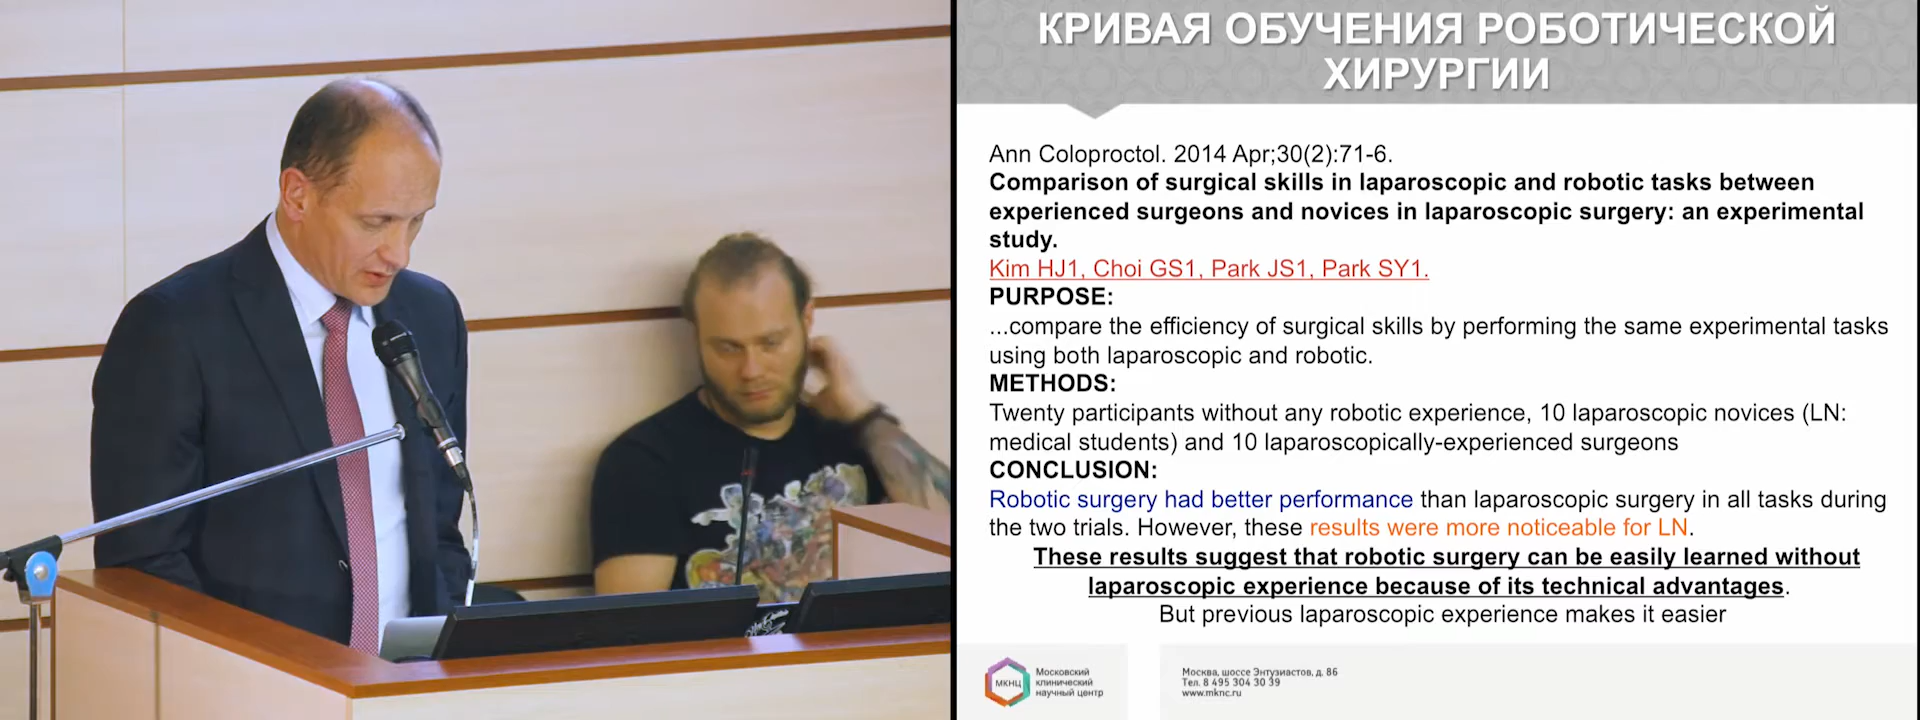 КРИВАЯ ОБУЧЕНИЯ РОБОТИЧЕСКОЙ
ХИРУРГИИ
Ann Coloproctol. 2014 Apr;30(2):71-6.
Comparison of surgical skills in laparoscopic and robotic tasks between
experienced surgeons and novices in laparoscopic surgery: an experimental
study.
Kim HJ1, Choi GS1, Park JS1, Park SY1.
PURPOSE:
...compare the efficiency of surgical skills by performing the same experimental tasks
using both laparoscopic and robotic.
METHODS:
Twenty participants without any robotic experience, 10 laparoscopic novices (LN:
medical students) and 10 laparoscopically-experienced surgeons
CONCLUSION:
Robotic surgery had better performance than laparoscopic surgery in all tasks during
the two trials. However, these results were more noticeable for LN.
These results suggest that robotic surgery can be easily learned without
laparoscopic experience because of its technical advantages.
But previous laparoscopic experience makes it easier
МКНЦ
Московский
клинический
научный центр
Москва, шоссе Энтузиастов, д. 86
Тел. 8 495 304 30 39
www.mknc.ru